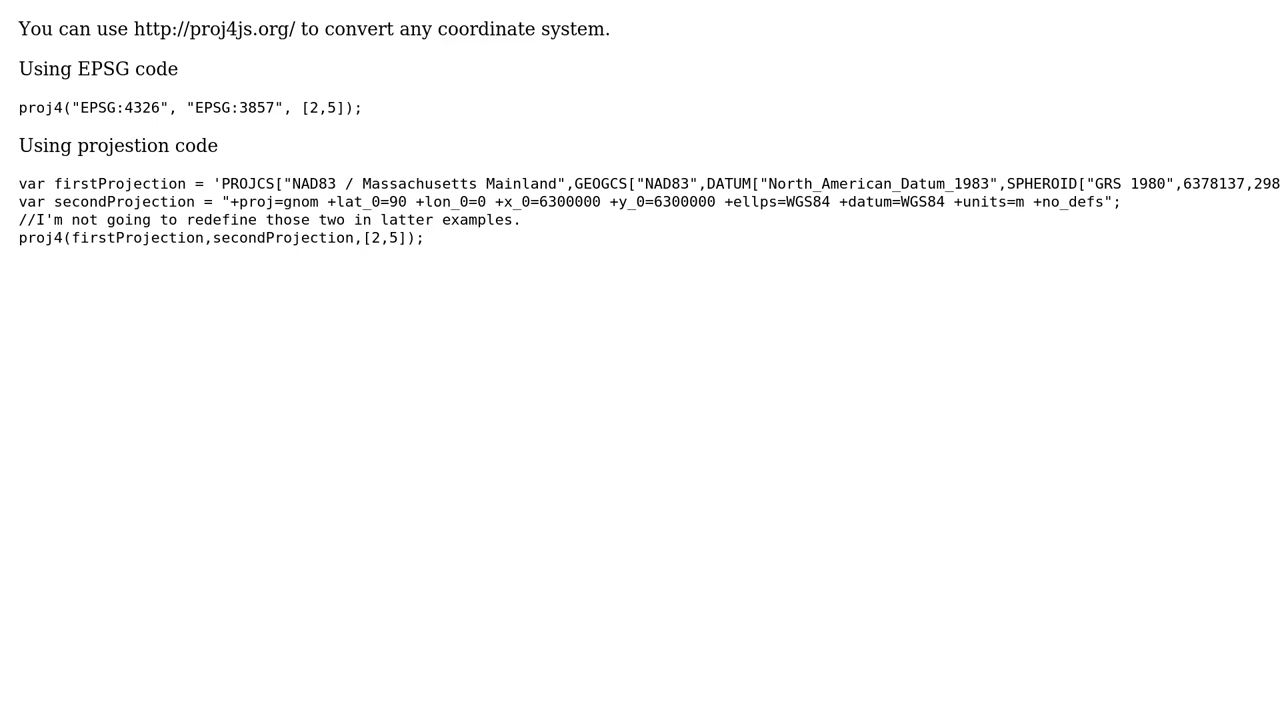 You can use http://proj4js.org/ to convert any coordinate system.
Using EPSG code
proj4("EPSG:4326", "EPSG:3857", [2,5]);
Using projestion code
var firstProjection = 'PROJCS["NAD83 / Massachusetts Mainland",GEOGCS["NAD83",DATUM["North_American_Datum_1983",SPHEROID["GRS 1980",6378137,298
var secondProjection = "+proj=gnom +lat_0=90 +lon_0=0 +x_0=6300000 +y_0=6300000 +ellps=WGS84 +datum=WGS84 +units=m +no_defs";
//I'm not going to redefine those two in latter examples.
proj4(firstProjection,secondProjection,[2,5]);